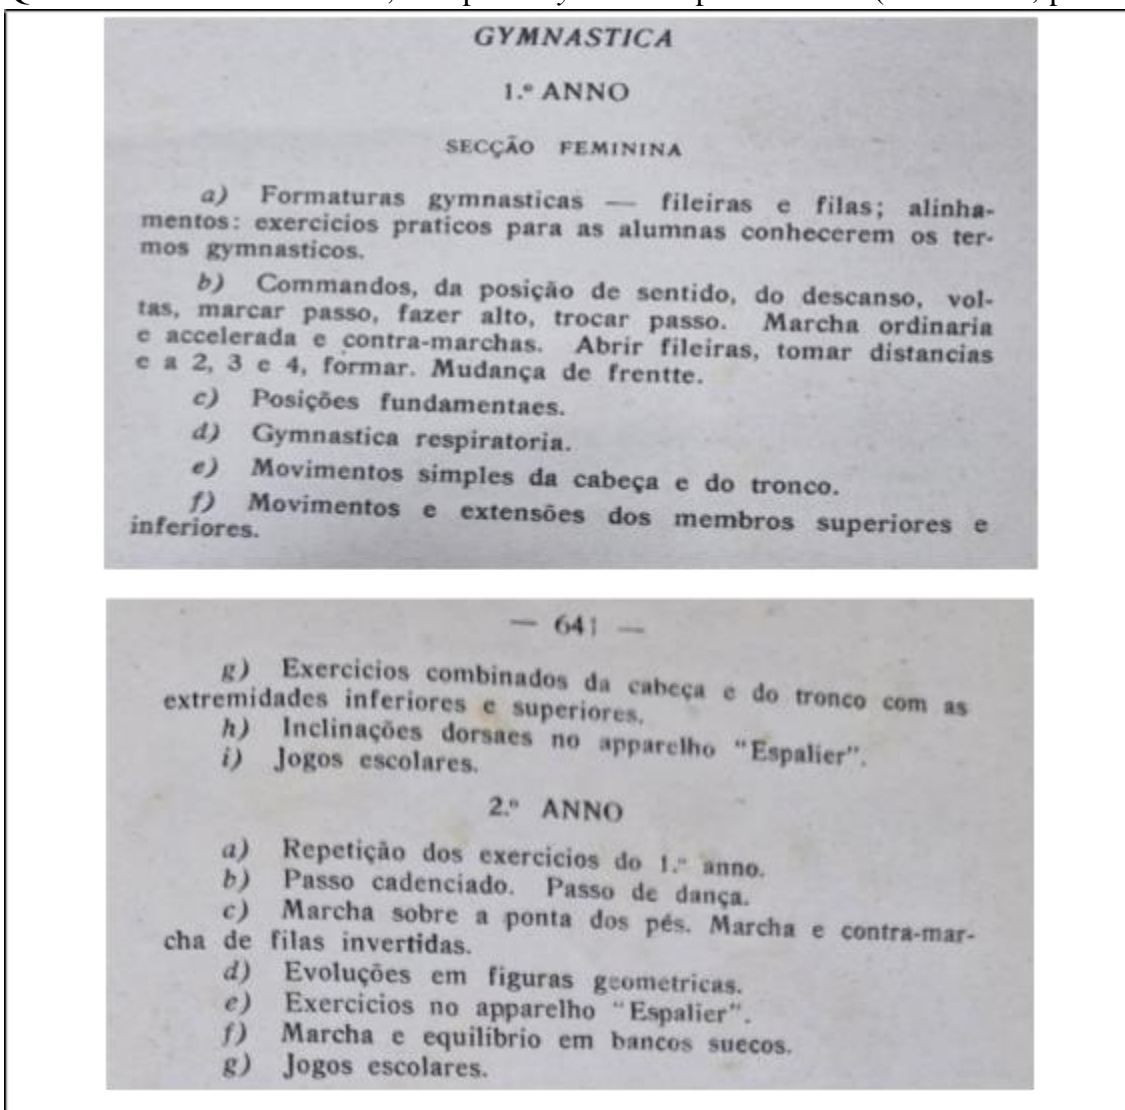 GYMNASTICA
1.º ANNO
SECÇÃO FEMININA
a) Formaturas gymnasticas — fileiras e filas; alinha-
mentos: exercicios praticos para as alumnas conhecerem os ter-
mos gymnasticos.
b) Commandos, da posição de sentido, do descanso, vol-
tas, marcar passo, fazer alto, trocar passo. Marcha ordinaria
e accelerada e contra-marchas. Abrir fileiras, tomar distancias
e a 2, 3 e 4, formar. Mudança de frentte.
c) Posições fundamentaes.
d) Gymnastica respiratoria.
e) Movimentos simples da cabeça e do tronco.
f) Movimentos e extensões dos membros superiores e
inferiores.
— 641 —
g) Exercicios combinados da cabeça e do tronco com as
extremidades inferiores e superiores.
h) Inclinações dorsaes no apparelho "Espalier".
i) Jogos escolares.
2.º ANNO
a) Repetição dos exercicios do 1.º anno.
b) Passo cadenciado. Passo de dança.
c) Marcha sobre a ponta dos pés. Marcha e contra-mar-
cha de filas invertidas.
d) Evoluções em figuras geometricas.
e) Exercicios no apparelho "Espalier".
f) Marcha e equilibrio em bancos suecos.
g) Jogos escolares.